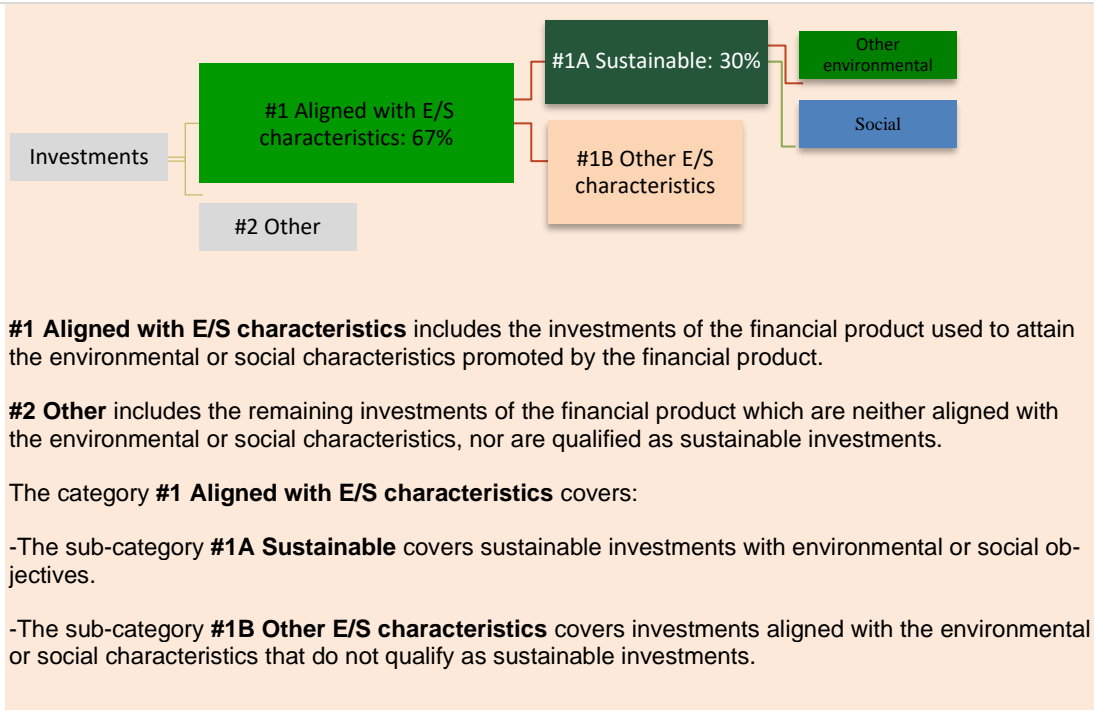 Investments
#1 Aligned with E/S
characteristics: 67%
#2 Other
#1A Sustainable: 30%
#1B Other E/S
characteristics
Other
environmental
Social
#1 Aligned with E/S characteristics includes the investments of the financial product used to attain
the environmental or social characteristics promoted by the financial product.
#2 Other includes the remaining investments of the financial product which are neither aligned with
the environmental or social characteristics, nor are qualified as sustainable investments.
The category #1 Aligned with E/S characteristics covers:
-The sub-category #1A Sustainable covers sustainable investments with environmental or social ob-
jectives.
-The sub-category #1B Other E/S characteristics covers investments aligned with the environmental
or social characteristics that do not qualify as sustainable investments.